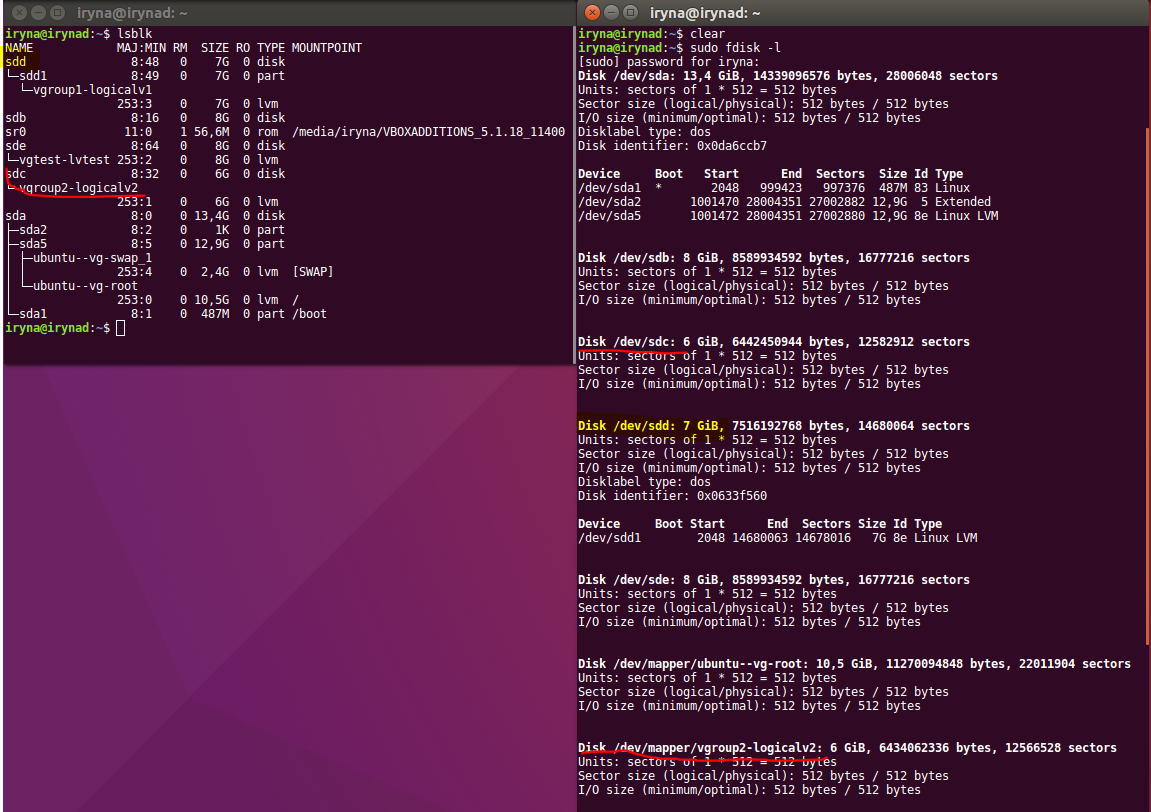 iryna@irynad: ~
iryna@irynad:~$ lsblk
NAME MAJ:MIN RM SIZE RO TYPE MOUNTPOINT
sdd 8:48 0 7G 0 disk
└─sdd1 8:49 0 7G 0 part
└─vgroup1-logicalv1
253:3 0 7G 0 lvm
sdb 8:16 0 8G 0 disk
sr0 11:0 1 56,6M 0 rom /media/iryna/VBOXADDITIONS_5.1.18_11400
sde 8:64 0 8G 0 disk
└─vgtest-lvtest 253:2 0 8G 0 lvm
sdc 8:32 0 6G 0 disk
└─vgroup2-logicalv2
253:1 0 6G 0 lvm
sda 8:0 0 13,4G 0 disk
├─sda2 8:2 0 1K 0 part
├─sda5 8:5 0 12,9G 0 part
│ ├─ubuntu--vg-swap_1
│ │ 253:4 0 2,4G 0 lvm [SWAP]
│ └─ubuntu--vg-root
│ 253:0 0 10,5G 0 lvm /
└─sda1 8:1 0 487M 0 part /boot
iryna@irynad:~$
iryna@irynad: ~
iryna@irynad:~$ clear
iryna@irynad:~$ sudo fdisk -l
[sudo] password for iryna:
Disk /dev/sda: 13,4 GiB, 14339096576 bytes, 28006048 sectors
Units: sectors of 1 * 512 = 512 bytes
Sector size (logical/physical): 512 bytes / 512 bytes
I/O size (minimum/optimal): 512 bytes / 512 bytes
Disklabel type: dos
Disk identifier: 0x0da6ccb7
Device Boot Start End Sectors Size Id Type
/dev/sda1 * 2048 999423 997376 487M 83 Linux
/dev/sda2 1001470 28004351 27002882 12,9G 5 Extended
/dev/sda5 1001472 28004351 27002880 12,9G 8e Linux LVM
Disk /dev/sdb: 8 GiB, 8589934592 bytes, 16777216 sectors
Units: sectors of 1 * 512 = 512 bytes
Sector size (logical/physical): 512 bytes / 512 bytes
I/O size (minimum/optimal): 512 bytes / 512 bytes
Disk /dev/sdc: 6 GiB, 6442450944 bytes, 12582912 sectors
Units: sectors of 1 * 512 = 512 bytes
Sector size (logical/physical): 512 bytes / 512 bytes
I/O size (minimum/optimal): 512 bytes / 512 bytes
Disk /dev/sdd: 7 GiB, 7516192768 bytes, 14680064 sectors
Units: sectors of 1 * 512 = 512 bytes
Sector size (logical/physical): 512 bytes / 512 bytes
I/O size (minimum/optimal): 512 bytes / 512 bytes
Disklabel type: dos
Disk identifier: 0x0633f560
Device Boot Start End Sectors Size Id Type
/dev/sdd1 2048 14680063 14678016 7G 8e Linux LVM
Disk /dev/sde: 8 GiB, 8589934592 bytes, 16777216 sectors
Units: sectors of 1 * 512 = 512 bytes
Sector size (logical/physical): 512 bytes / 512 bytes
I/O size (minimum/optimal): 512 bytes / 512 bytes
Disk /dev/mapper/ubuntu--vg-root: 10,5 GiB, 11270094848 bytes, 22011904 sectors
Units: sectors of 1 * 512 = 512 bytes
Sector size (logical/physical): 512 bytes / 512 bytes
I/O size (minimum/optimal): 512 bytes / 512 bytes
Disk /dev/mapper/vgroup2-logicalv2: 6 GiB, 6434062336 bytes, 12566528 sectors
Units: sectors of 1 * 512 = 512 bytes
Sector size (logical/physical): 512 bytes / 512 bytes
I/O size (minimum/optimal): 512 bytes / 512 bytes